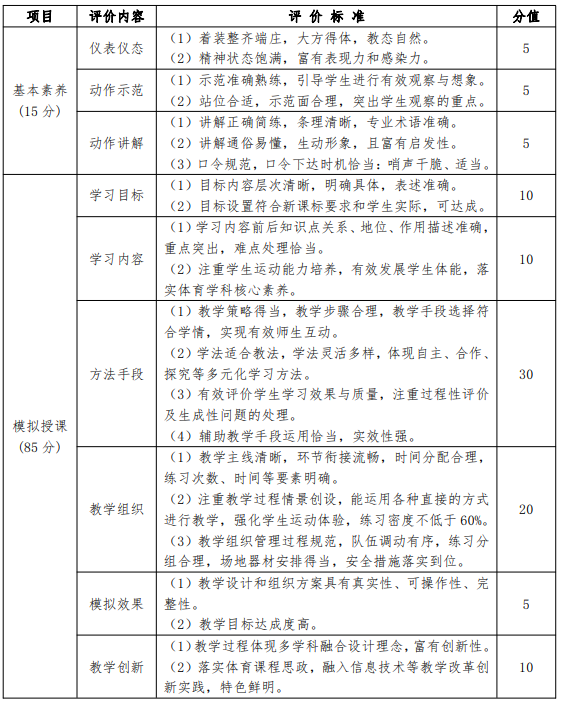 项目 评价内容 评 价 标 准 分值
基本素养
(15 分)
仪表仪态
（1）着装整齐端庄，大方得体，教态自然。
（2）精神状态饱满，富有表现力和感染力。
5
动作示范
（1）示范准确熟练，引导学生进行有效观察与想象。
（2）站位合适，示范面合理，突出学生观察的重点。
5
动作讲解
（1）讲解正确简练，条理清晰，专业术语准确。
（2）讲解通俗易懂，生动形象，且富有启发性。
（3）口令规范，口令下达时机恰当；哨声干脆、适当。
5
模拟授课
(85 分)
学习目标
（1）目标内容层次清晰，明确具体，表述准确。
（2）目标设置符合新课标要求和学生实际，可达成。
10
学习内容
（1)学习内容前后知识点关系、地位、作用描述准确，
重点突出，难点处理恰当。
（2）注重学生运动能力培养，有效发展学生体能，落
实体育学科核心素养。
10
方法手段
（1）教学策略得当，教学步骤合理，教学手段选择符
合学情，实现有效师生互动。
（2）学法适合教法，学法灵活多样，体现自主、合作、
探究等多元化学习方法。
（3）有效评价学生学习效果与质量，注重过程性评价
及生成性问题的处理。
（4）辅助教学手段运用恰当，实效性强。
30
教学组织
（1）教学主线清晰，环节衔接流畅，时间分配合理，
练习次数、时间等要素明确。
（2）注重教学过程情景创设，能运用各种直接的方式
进行教学，强化学生运动体验，练习密度不低于 60%。
（3）教学组织管理过程规范，队伍调动有序，练习分
组合理，场地器材安排得当，安全措施落实到位。
20
模拟效果
（1）教学设计和组织方案具有真实性、可操作性、完
整性。
（2）教学目标达成度高。
5
教学创新
（1)教学过程体现多学科融合设计理念，富有创新性。
（2）落实体育课程思政，融入信息技术等教学改革创
新实践，特色鲜明。
10